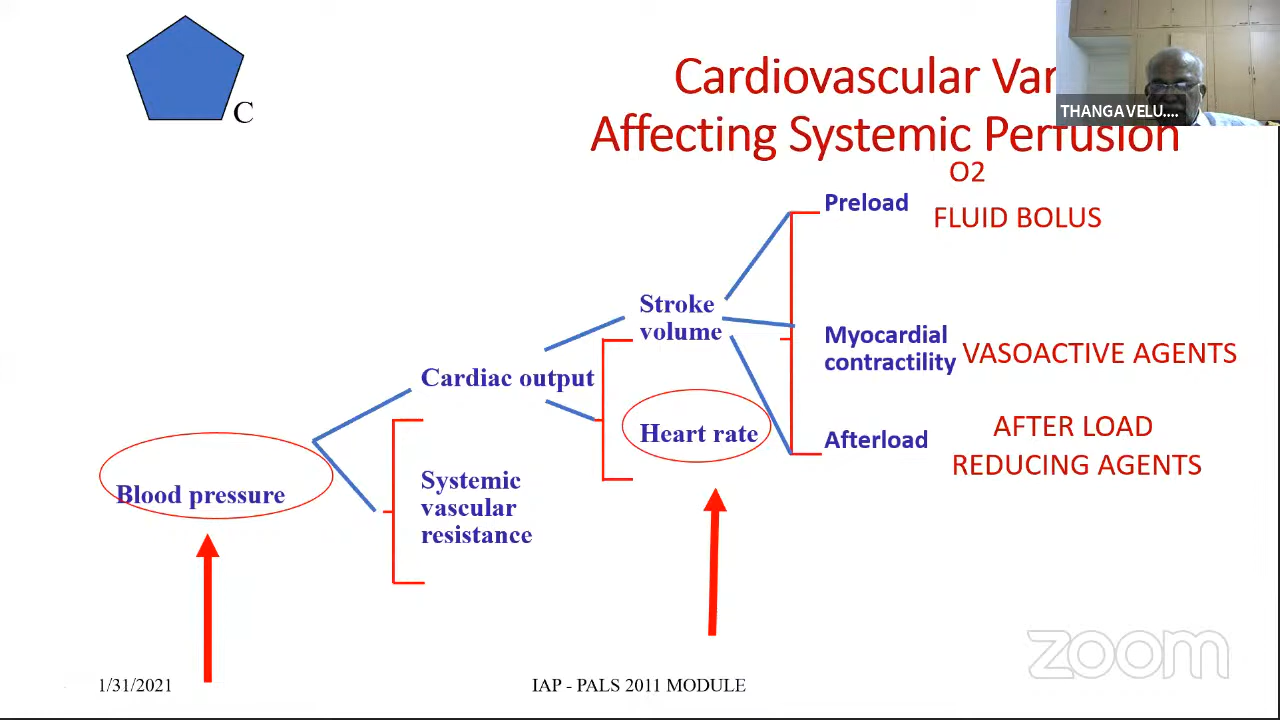 C
Cardiovascular
Affecting Systemic Perfusion
THANGAVELU....
O2
Preload
FLUID BOLUS
Stroke
volume
Myocardial
contractility
VASOACTIVE AGENTS
Cardiac output
Heart rate
Afterload
AFTER LOAD
REDUCING AGENTS
Blood pressure
Systemic
vascular
resistance
zoom
1/31/2021
IAP - PALS 2011 MODULE